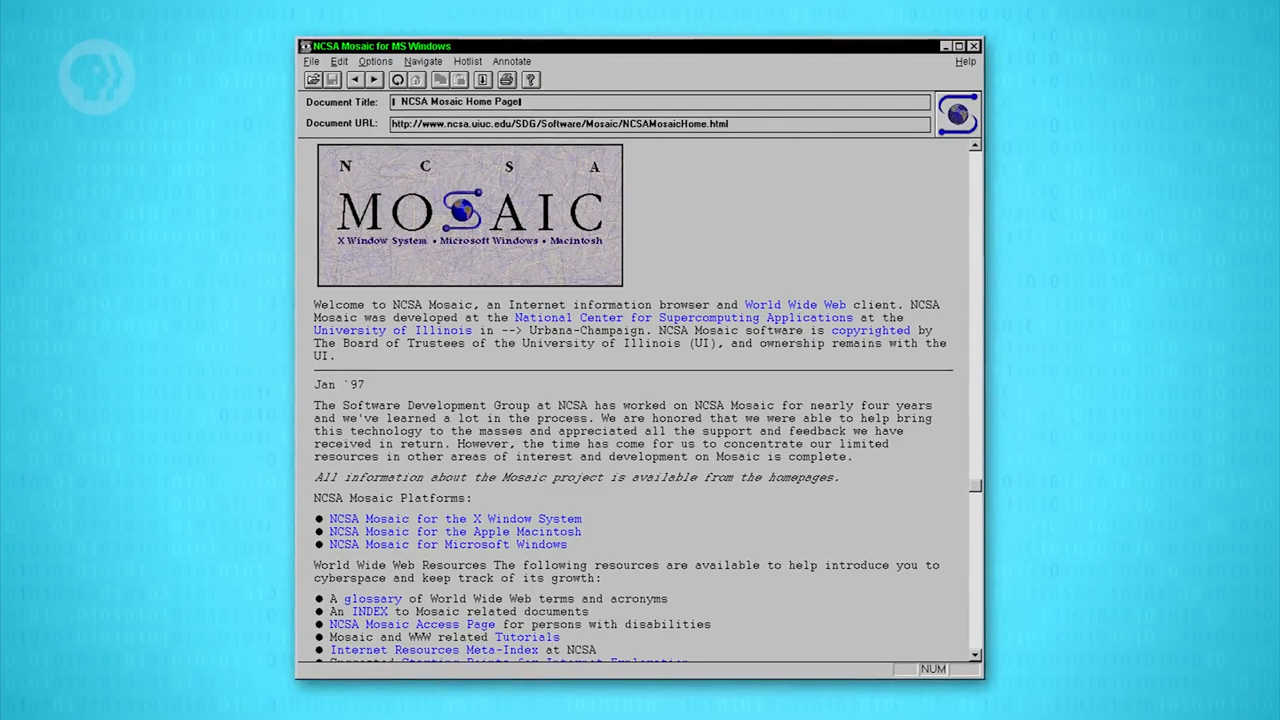 NCSA Mosaic for MS Windows
File Edit Options Navigate Hotlist Annotate Help
Document Title: NCSA Mosaic Home Page
Document URL: http://www.ncsa.uiuc.edu/SDG/Software/Mosaic/NCSAMosaicHome.html
N C S A
MOSAIC
X Window System • Microsoft Windows • Macintosh
Welcome to NCSA Mosaic, an Internet information browser and World Wide Web client. NCSA
Mosaic was developed at the National Center for Supercomputing Applications at the
University of Illinois in --> Urbana-Champaign. NCSA Mosaic software is copyrighted by
The Board of Trustees of the University of Illinois (UI), and ownership remains with the
UI.
Jan `97
The Software Development Group at NCSA has worked on NCSA Mosaic for nearly four years
and we've learned a lot in the process. We are honored that we were able to help bring
this technology to the masses and appreciated all the support and feedback we have
received in return. However, the time has come for us to concentrate our limited
resources in other areas of interest and development on Mosaic is complete.
All information about the Mosaic project is available from the homepages.
NCSA Mosaic Platforms:
● NCSA Mosaic for the X Window System
● NCSA Mosaic for the Apple Macintosh
● NCSA Mosaic for Microsoft Windows
World Wide Web Resources The following resources are available to help introduce you to
cyberspace and keep track of its growth:
● A glossary of World Wide Web terms and acronyms
● An INDEX to Mosaic related documents
● NCSA Mosaic Access Page for persons with disabilities
● Mosaic and WWW related Tutorials
● Internet Resources Meta-Index at NCSA
● Suggested Starting Points for Internet Exploration
NUM